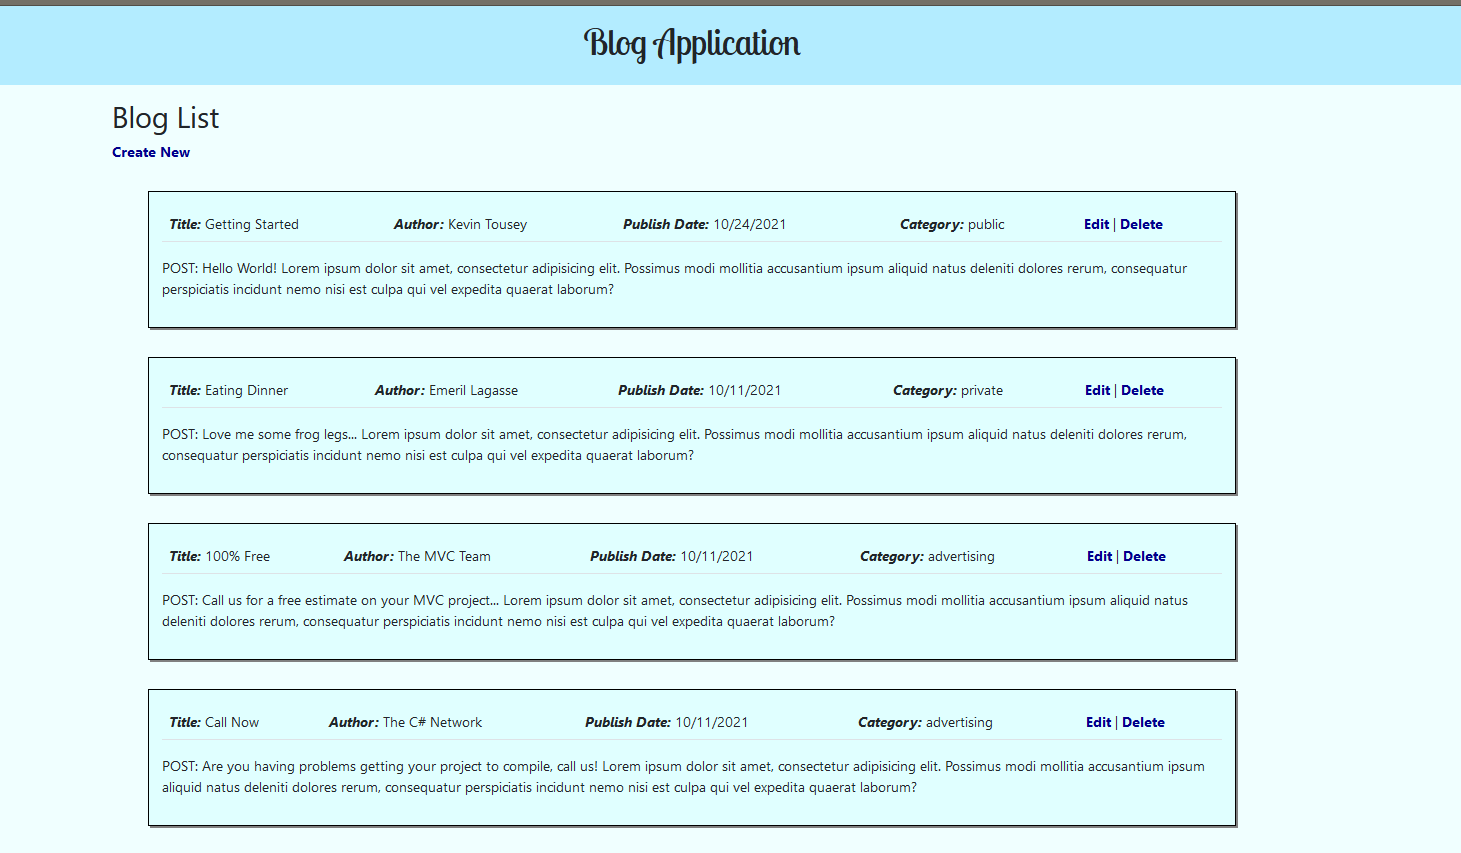 Blog Application
Blog List
Create New
Title: Getting Started Author: Kevin Tousey Publish Date: 10/24/2021 Category: public Edit | Delete
POST: Hello World! Lorem ipsum dolor sit amet, consectetur adipisicing elit. Possimus modi mollitia accusantium ipsum aliquid natus deleniti dolores rerum, consequatur
perspiciatis incidunt nemo nisi est culpa qui vel expedita quaerat laborum?
Title: Eating Dinner Author: Emeril Lagasse Publish Date: 10/11/2021 Category: private Edit | Delete
POST: Love me some frog legs... Lorem ipsum dolor sit amet, consectetur adipisicing elit. Possimus modi mollitia accusantium ipsum aliquid natus deleniti dolores rerum,
consequatur perspiciatis incidunt nemo nisi est culpa qui vel expedita quaerat laborum?
Title: 100% Free Author: The MVC Team Publish Date: 10/11/2021 Category: advertising Edit | Delete
POST: Call us for a free estimate on your MVC project... Lorem ipsum dolor sit amet, consectetur adipisicing elit. Possimus modi mollitia accusantium ipsum aliquid natus
deleniti dolores rerum, consequatur perspiciatis incidunt nemo nisi est culpa qui vel expedita quaerat laborum?
Title: Call Now Author: The C# Network Publish Date: 10/11/2021 Category: advertising Edit | Delete
POST: Are you having problems getting your project to compile, call us! Lorem ipsum dolor sit amet, consectetur adipisicing elit. Possimus modi mollitia accusantium ipsum
aliquid natus deleniti dolores rerum, consequatur perspiciatis incidunt nemo nisi est culpa qui vel expedita quaerat laborum?